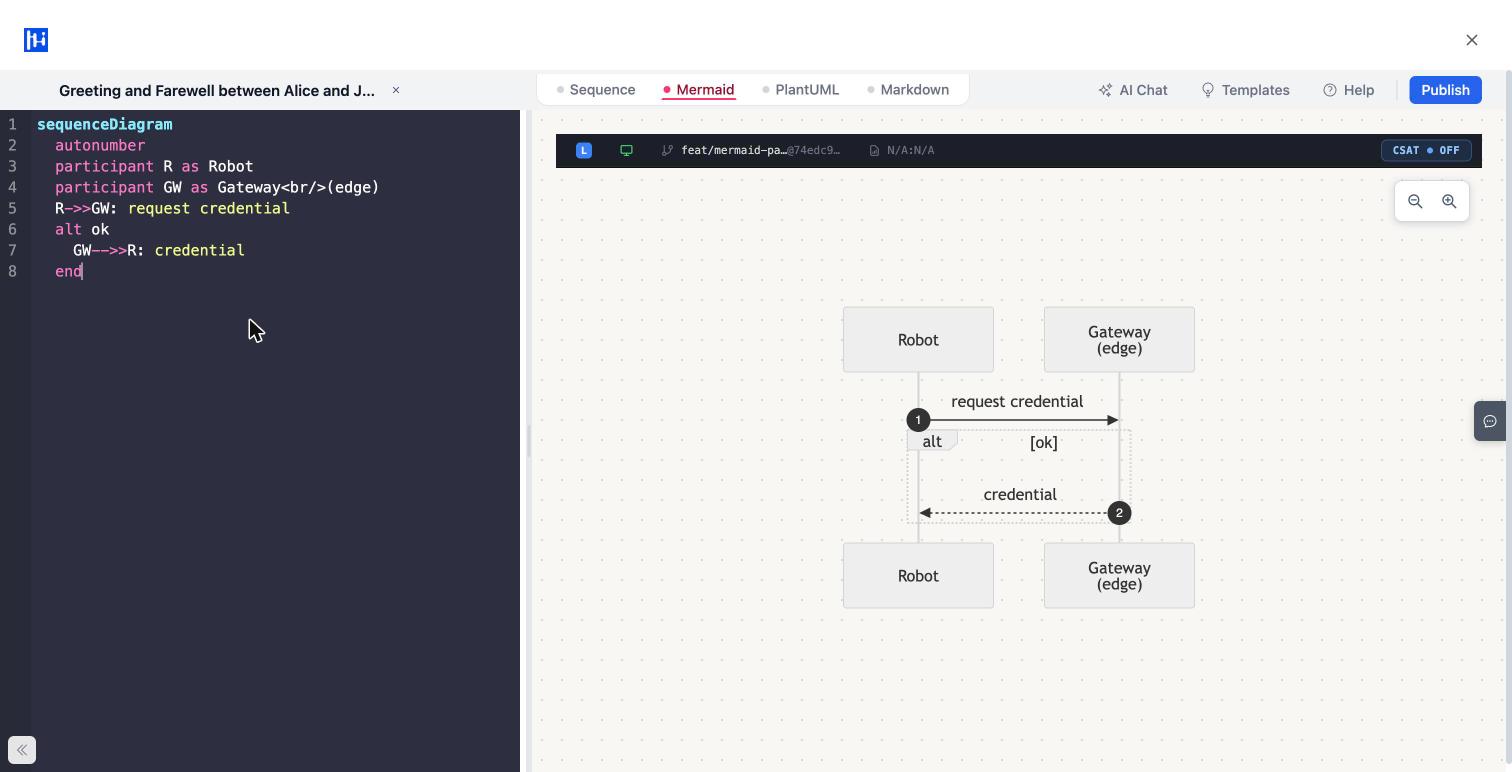 Greeting and Farewell between Alice and J... ×
Sequence Mermaid PlantUML Markdown
AI Chat Templates Help Publish
1 sequenceDiagram
2 autonumber
3 participant R as Robot
4 participant GW as Gateway<br/>(edge)
5 R->>GW: request credential
6 alt ok
7 GW-->>R: credential
8 end
L feat/mermaid-pa…@74edc9… N/A:N/A CSAT OFF
Robot
Gateway
(edge)
request credential
1
alt [ok]
credential
2
Robot
Gateway
(edge)